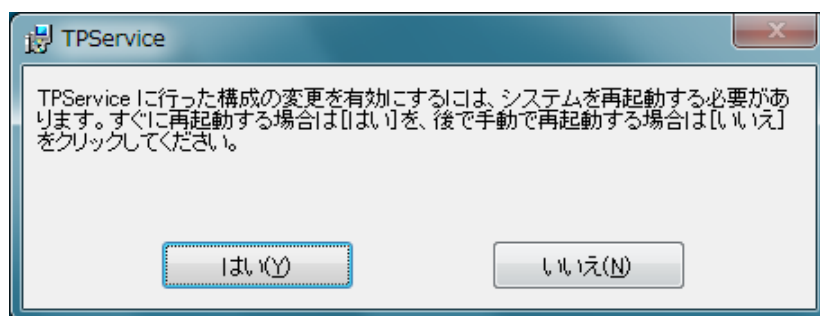 TPService
TPService に行った構成の変更を有効にするには、システムを再起動する必要があ
ります。すぐに再起動する場合は[はい]を、後で手動で再起動する場合は[いいえ]
をクリックしてください。
はい(Y)
いいえ(N)